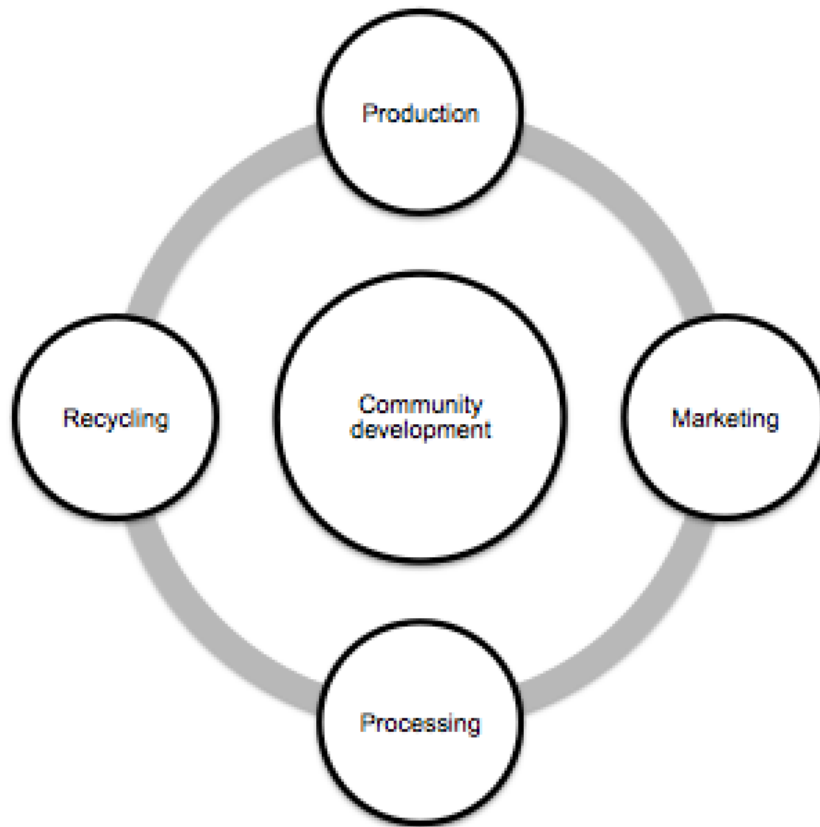 Production
Recycling
Community
development
Marketing
Processing